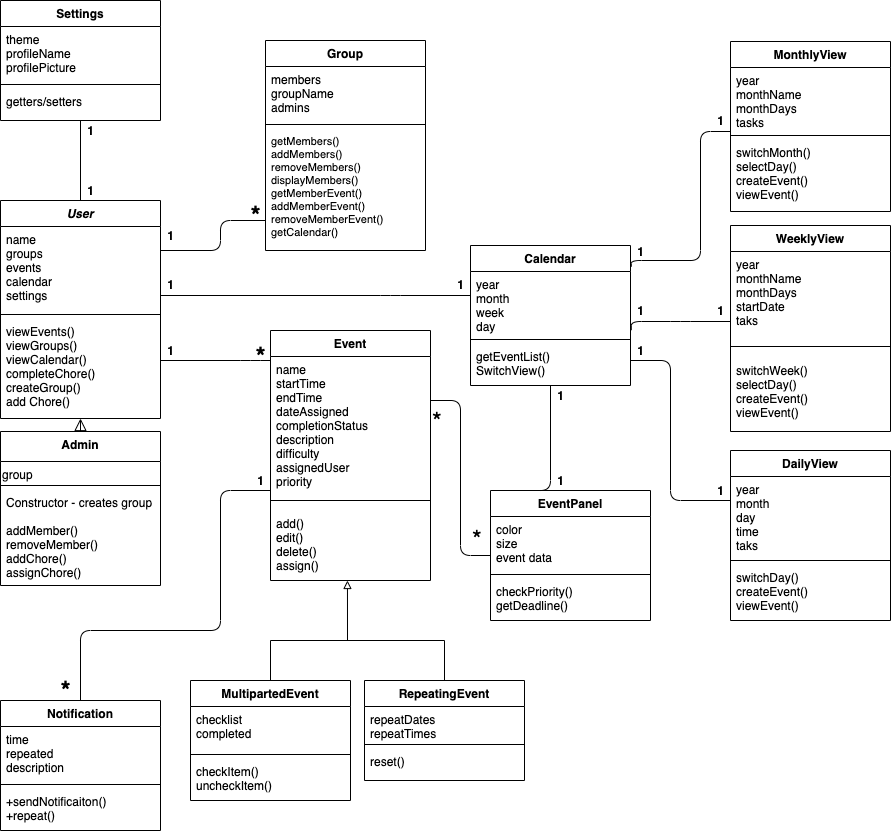 Settings
theme
profileName
profilePicture
getters/setters
1
1
User
name
groups
events
calendar
settings
viewEvents()
viewGroups()
viewCalendar()
completeChore()
createGroup()
add Chore()
Admin
group
Constructor - creates group
addMember()
removeMember()
addChore()
assignChore()
1
*
Group
members
groupName
admins
getMembers()
addMembers()
removeMembers()
displayMembers()
getMemberEvent()
addMemberEvent()
removeMemberEvent()
getCalendar()
1
1
1
*
Event
name
startTime
endTime
dateAssigned
completionStatus
description
difficulty
assignedUser
priority
add()
edit()
delete()
assign()
1
*
Notification
time
repeated
description
+sendNotificaiton()
+repeat()
MultipartedEvent
checklist
completed
checkItem()
uncheckItem()
RepeatingEvent
repeatDates
repeatTimes
reset()
Calendar
year
month
week
day
getEventList()
SwitchView()
1
1
*
*
EventPanel
color
size
event data
checkPriority()
getDeadline()
1
1
MonthlyView
year
monthName
monthDays
tasks
switchMonth()
selectDay()
createEvent()
viewEvent()
1
1
WeeklyView
year
monthName
monthDays
startDate
taks
switchWeek()
selectDay()
createEvent()
viewEvent()
1
1
DailyView
year
month
day
time
taks
switchDay()
createEvent()
viewEvent()